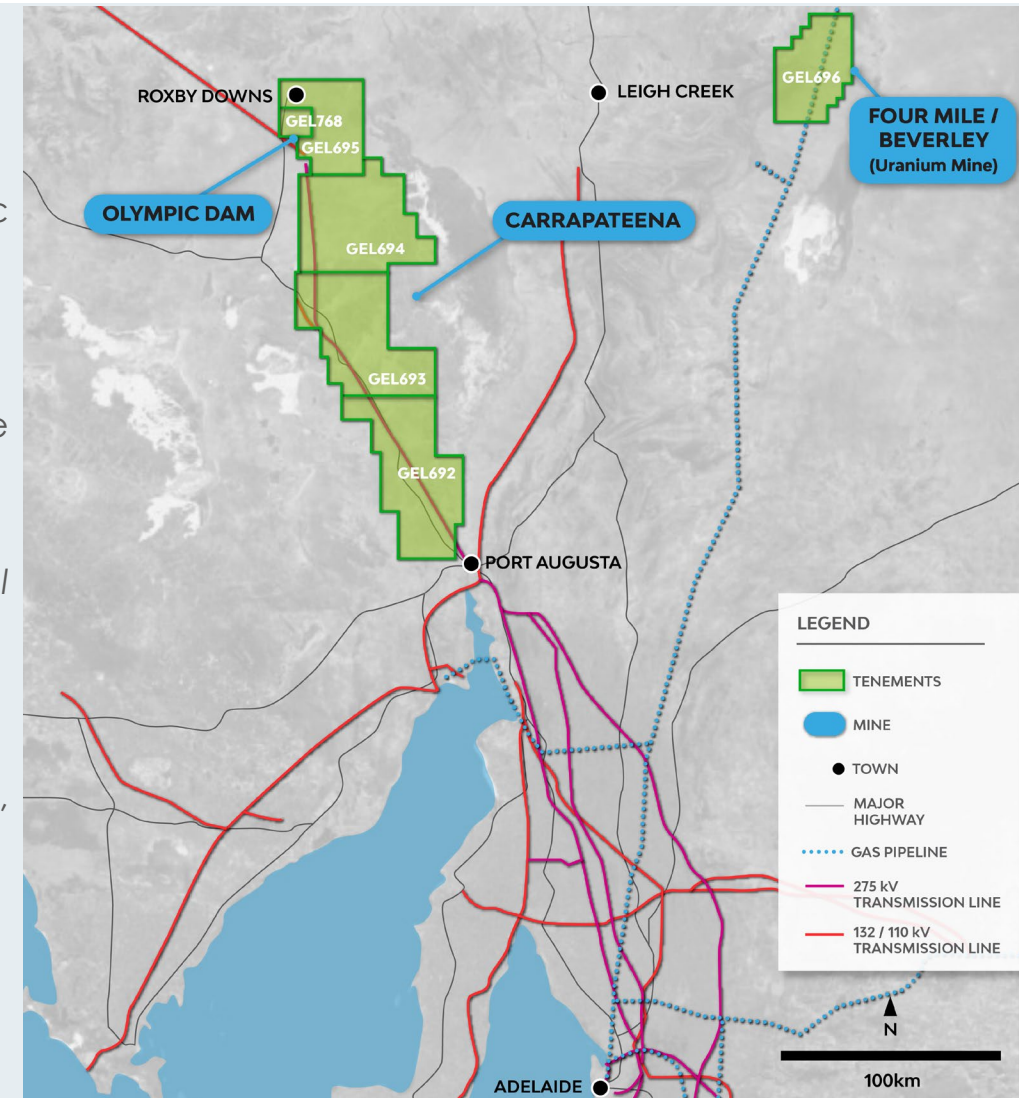 ROXBY DOWNS
LEIGH CREEK
GEL696
GEL768
GEL695
FOUR MILE /
BEVERLEY
(Uranium Mine)
OLYMPIC DAM
CARRAPATEENA
GEL694
GEL693
GEL692
PORT AUGUSTA
LEGEND
TENEMENTS
MINE
TOWN
MAJOR
HIGHWAY
GAS PIPELINE
275 kV
TRANSMISSION LINE
132 / 110 kV
TRANSMISSION LINE
N
100km
ADELAIDE